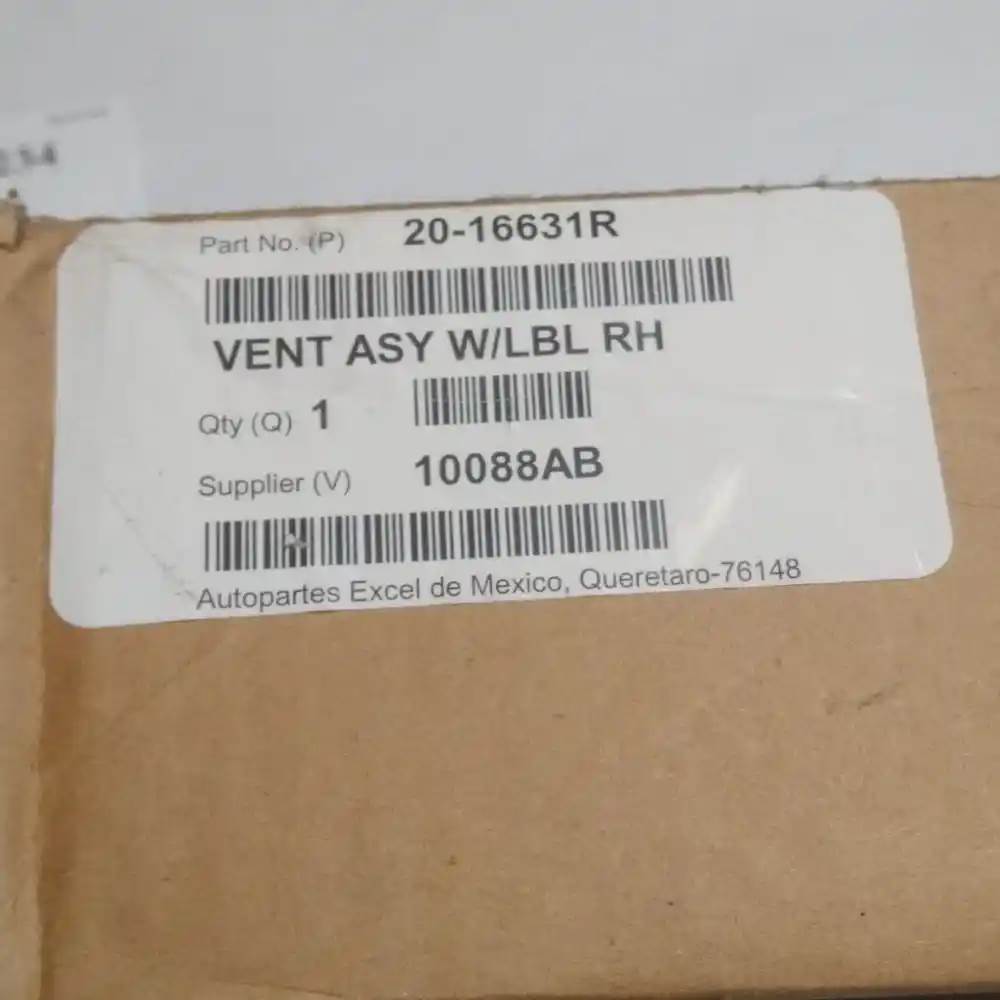 Part No. (P) 20-16631R
VENT ASY W/LBL RH
Qty (Q) 1
Supplier (V) 10088AB
Autopartes Excel de Mexico, Queretaro-76148